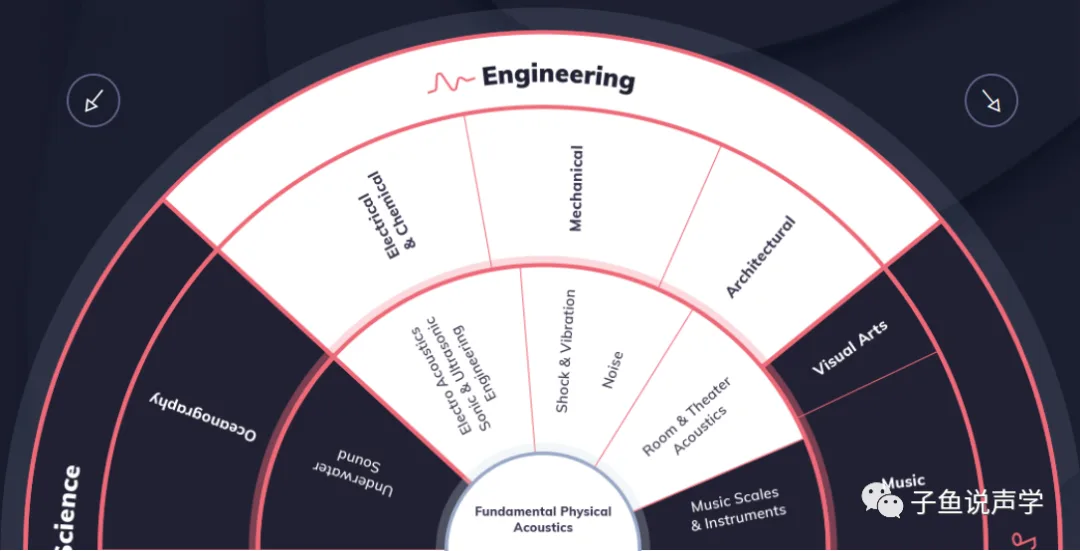 Engineering
Electrical
& Chemical
Mechanical
Architectural
Visual Arts
Music
Oceanography
Science
Electro Acoustics
Sonic & Ultrasonic
Engineering
Shock & Vibration
Noise
Room & Theater
Acoustics
Music Scales
& Instruments
Underwater
Sound
Fundamental Physical
Acoustics
子鱼说声学